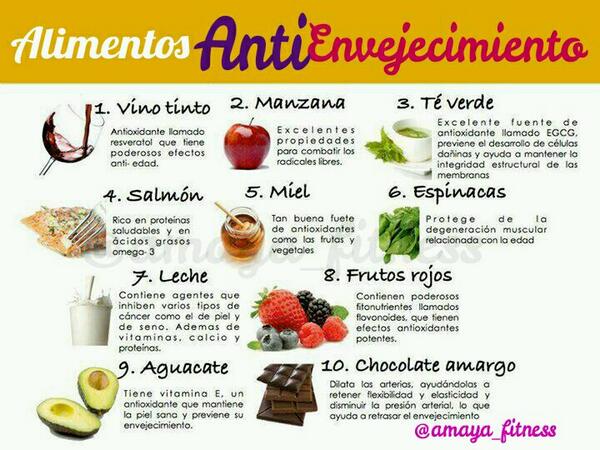 Alimentos AntiEnvejecimiento
1. Vino tinto
Antioxidante llamado
resveratol que tiene
poderosos efectos
anti- edad.
2. Manzana
Excelentes
propiedades
para combatir los
radicales libres.
3. Té verde
Excelente fuente de
antioxidante llamado EGCG,
previene el desarrollo de células
dañinas y ayuda a mantener la
integridad estructural de las
membranas
4. Salmón
Rico en proteínas
saludables y en
ácidos grasos
omega- 3
5. Miel
Tan buena fuete
de antioxidantes
como las frutas y
vegetales
6. Espinacas
Protege de la
degeneración muscular
relacionada con la edad
@amaya_fitness
7. Leche
Contiene agentes que
inhiben varios tipos de
cáncer como el de piel y
de seno. Ademas de
vitaminas, calcio y
proteínas.
8. Frutos rojos
Contienen poderosos
fitonutrientes llamados
flavonoides, que tienen
efectos antioxidantes
potentes.
9. Aguacate
Tiene vitamina E, un
antioxidante que mantiene
la piel sana y previene su
envejecimiento.
10. Chocolate amargo
Dilata las arterias, ayudándolas a
retener flexibilidad y elasticidad y
disminuir la presión arterial, lo que
ayuda a retrasar el envejecimiento
@amaya_fitness